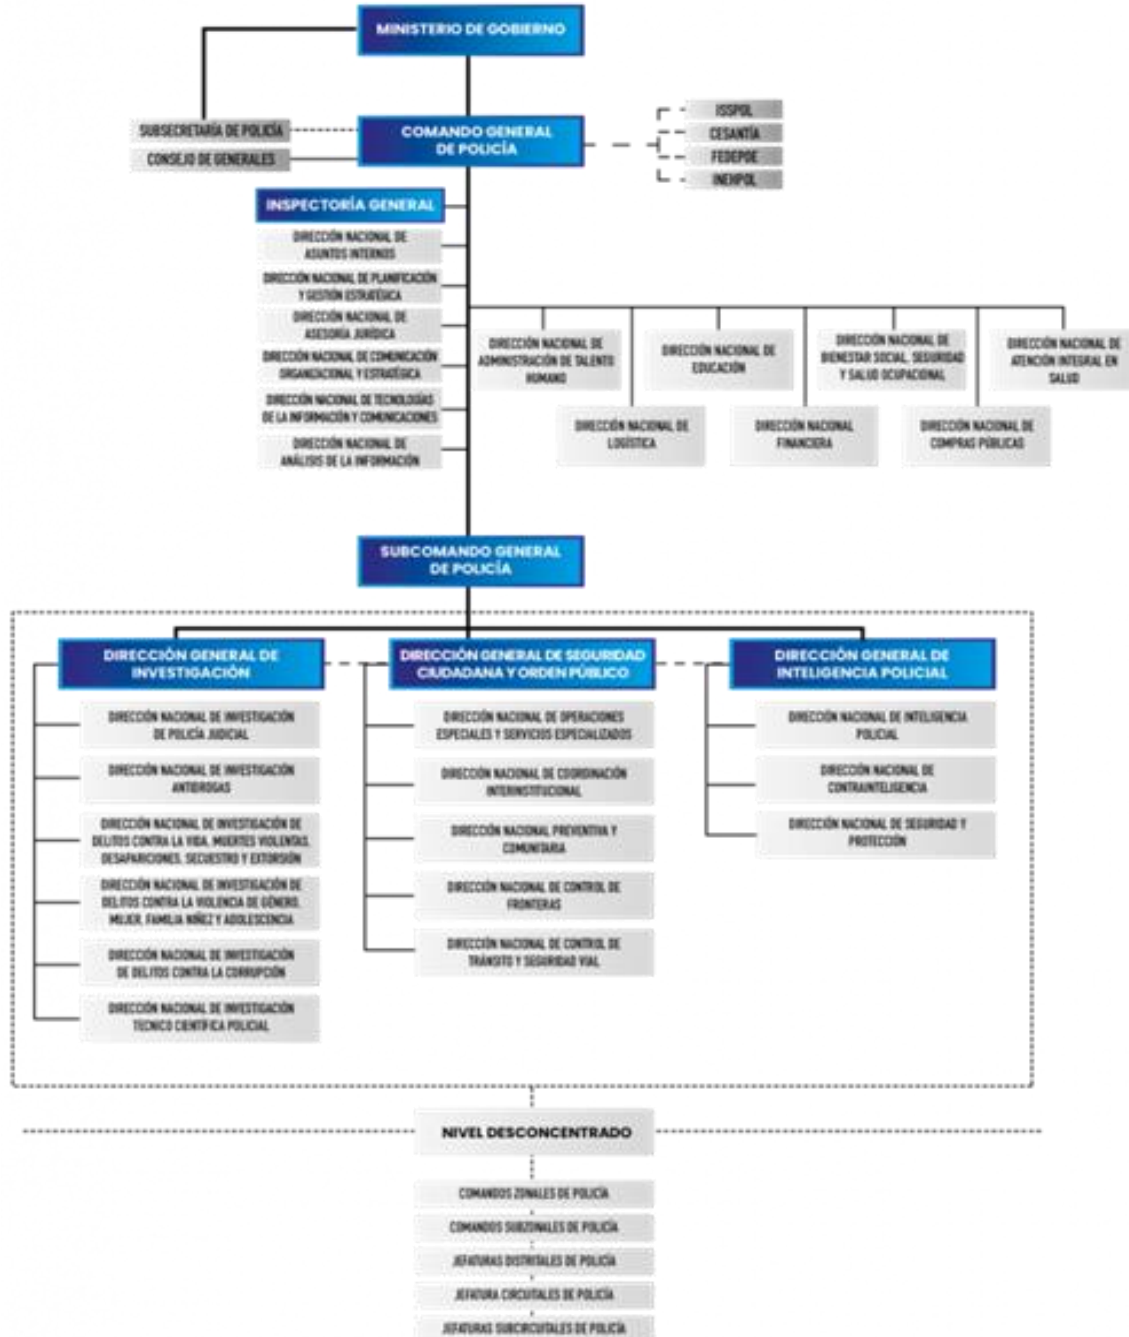 MINISTERIO DE GOBIERNO
SUBSECRETARÍA DE POLICÍA
CONSEJO DE GENERALES
COMANDO GENERAL
DE POLICÍA
ISSPOL
CESANTÍA
FEDEPOE
INEHPOL
INSPECTORÍA GENERAL
DIRECCIÓN NACIONAL DE
ASUNTOS INTERNOS
DIRECCIÓN NACIONAL DE PLANIFICACIÓN
Y GESTIÓN ESTRATÉGICA
DIRECCIÓN NACIONAL DE
ASESORÍA JURÍDICA
DIRECCIÓN NACIONAL DE COMUNICACIÓN
ORGANIZACIONAL Y ESTRATÉGICA
DIRECCIÓN NACIONAL DE TECNOLOGÍAS
DE LA INFORMACIÓN Y COMUNICACIONES
DIRECCIÓN NACIONAL DE
ANÁLISIS DE LA INFORMACIÓN
DIRECCIÓN NACIONAL DE
ADMINISTRACIÓN DE TALENTO
HUMANO
DIRECCIÓN NACIONAL DE
EDUCACIÓN
DIRECCIÓN NACIONAL DE
BIENESTAR SOCIAL, SEGURIDAD
Y SALUD OCUPACIONAL
DIRECCIÓN NACIONAL DE
ATENCIÓN INTEGRAL EN
SALUD
DIRECCIÓN NACIONAL DE
LOGÍSTICA
DIRECCIÓN NACIONAL
FINANCIERA
DIRECCIÓN NACIONAL DE
COMPRAS PÚBLICAS
SUBCOMANDO GENERAL
DE POLICÍA
DIRECCIÓN GENERAL DE
INVESTIGACIÓN
DIRECCIÓN NACIONAL DE INVESTIGACIÓN
DE POLICÍA JUDICIAL
DIRECCIÓN NACIONAL DE INVESTIGACIÓN
ANTIDROGAS
DIRECCIÓN NACIONAL DE INVESTIGACIÓN DE
DELITOS CONTRA LA VIDA, MUERTES VIOLENTAS,
DESAPARICIONES, SECUESTRO Y EXTORSIÓN
DIRECCIÓN NACIONAL DE INVESTIGACIÓN DE
DELITOS CONTRA LA VIOLENCIA DE GÉNERO,
MUJER, FAMILIA NIÑEZ Y ADOLESCENCIA
DIRECCIÓN NACIONAL DE INVESTIGACIÓN
DE DELITOS CONTRA LA CORRUPCIÓN
DIRECCIÓN NACIONAL DE INVESTIGACIÓN
TÉCNICO CIENTÍFICA POLICIAL
DIRECCIÓN GENERAL DE SEGURIDAD
CIUDADANA Y ORDEN PÚBLICO
DIRECCIÓN NACIONAL DE OPERACIONES
ESPECIALES Y SERVICIOS ESPECIALIZADOS
DIRECCIÓN NACIONAL DE COORDINACIÓN
INTERINSTITUCIONAL
DIRECCIÓN NACIONAL PREVENTIVA Y
COMUNITARIA
DIRECCIÓN NACIONAL DE CONTROL DE
FRONTERAS
DIRECCIÓN NACIONAL DE CONTROL DE
TRÁNSITO Y SEGURIDAD VIAL
DIRECCIÓN GENERAL DE
INTELIGENCIA POLICIAL
DIRECCIÓN NACIONAL DE INTELIGENCIA
POLICIAL
DIRECCIÓN NACIONAL DE
CONTRAINTELIGENCIA
DIRECCIÓN NACIONAL DE SEGURIDAD Y
PROTECCIÓN
NIVEL DESCONCENTRADO
COMANDOS ZONALES DE POLICÍA
COMANDOS SUBZONALES DE POLICÍA
JEFATURAS DISTRITALES DE POLICÍA
JEFATURA CIRCUITALES DE POLICÍA
JEFATURAS SUBCIRCUITALES DE POLICÍA